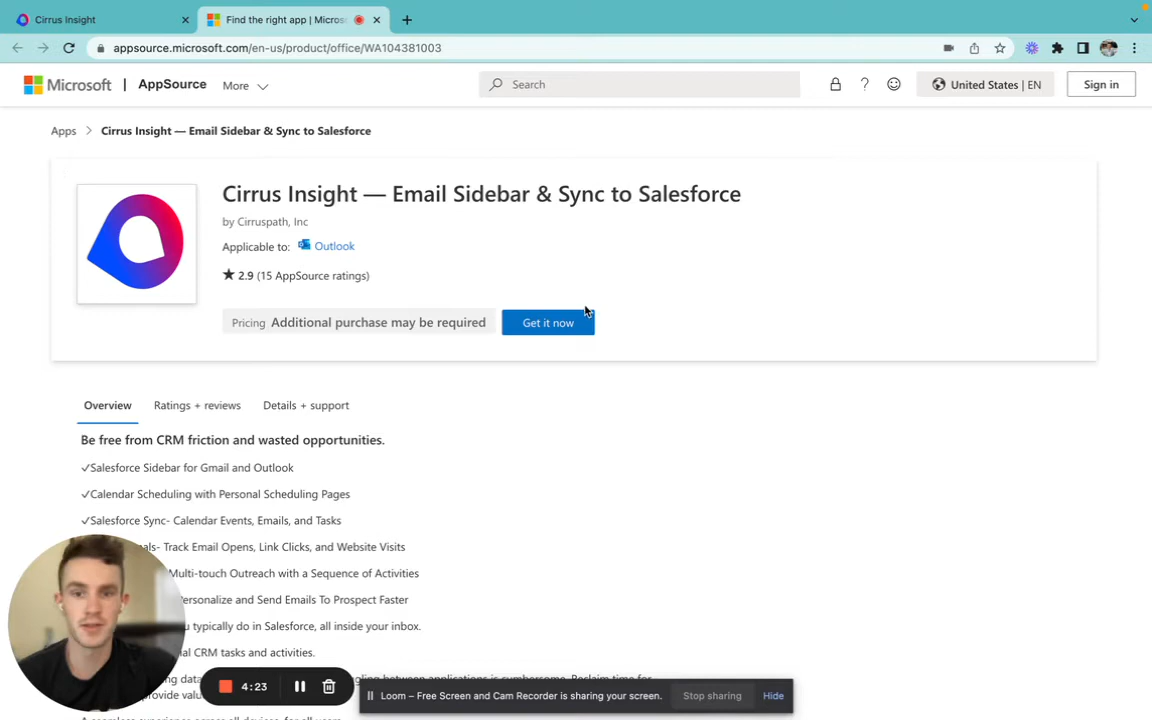 Cirrus Insight
Find the right app | Micros
appsource.microsoft.com/en-us/product/office/WA104381003
Microsoft | AppSource More
Search
United States | EN
Sign in
Apps > Cirrus Insight — Email Sidebar & Sync to Salesforce
Cirrus Insight — Email Sidebar & Sync to Salesforce
by Cirruspath, Inc
Applicable to: Outlook
★ 2.9 (15 AppSource ratings)
Pricing Additional purchase may be required
Get it now
Overview Ratings + reviews Details + support
Be free from CRM friction and wasted opportunities.
✓Salesforce Sidebar for Gmail and Outlook
✓Calendar Scheduling with Personal Scheduling Pages
✓Salesforce Sync- Calendar Events, Emails, and Tasks
Track Email Opens, Link Clicks, and Website Visits
Multi-touch Outreach with a Sequence of Activities
ersonalize and Send Emails To Prospect Faster
typically do in Salesforce, all inside your inbox.
CRM tasks and activities.
4:23
Loom – Free Screen and Cam Recorder is sharing your screen.
Stop sharing
Hide